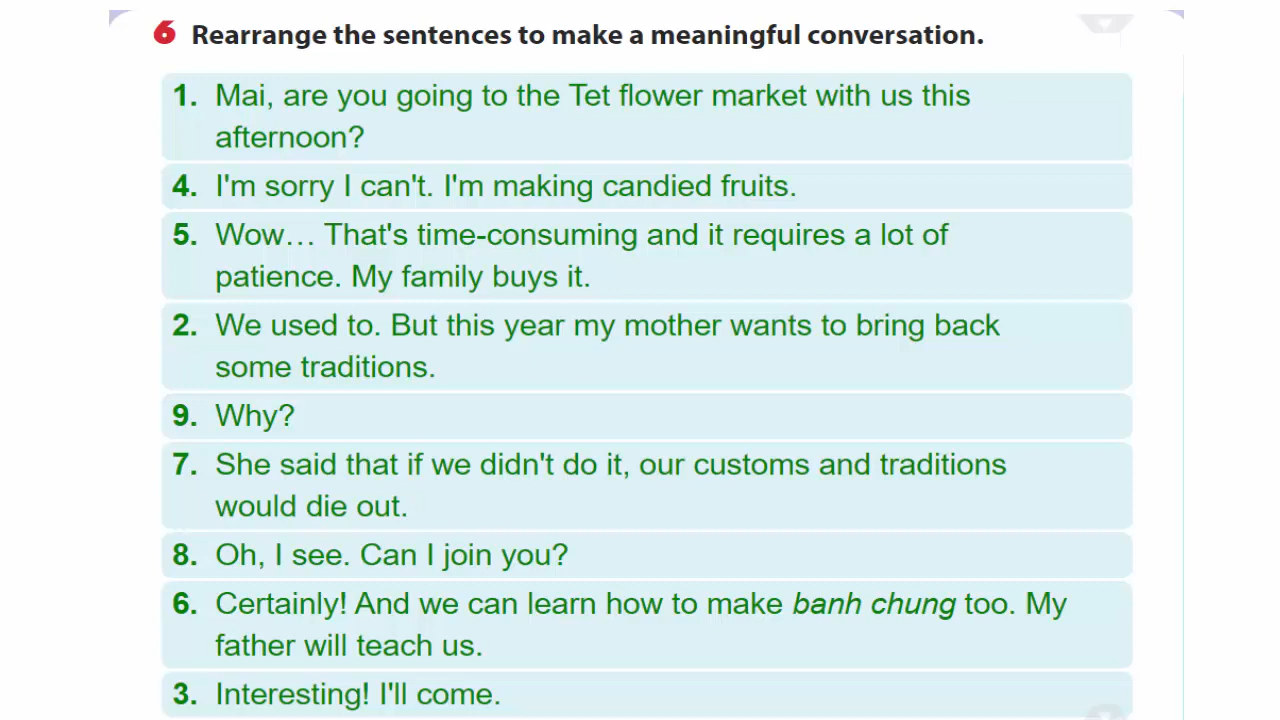 6 Rearrange the sentences to make a meaningful conversation.
1. Mai, are you going to the Tet flower market with us this
afternoon?
4. I'm sorry I can't. I'm making candied fruits.
5. Wow… That's time-consuming and it requires a lot of
patience. My family buys it.
2. We used to. But this year my mother wants to bring back
some traditions.
9. Why?
7. She said that if we didn't do it, our customs and traditions
would die out.
8. Oh, I see. Can I join you?
6. Certainly! And we can learn how to make banh chung too. My
father will teach us.
3. Interesting! I'll come.